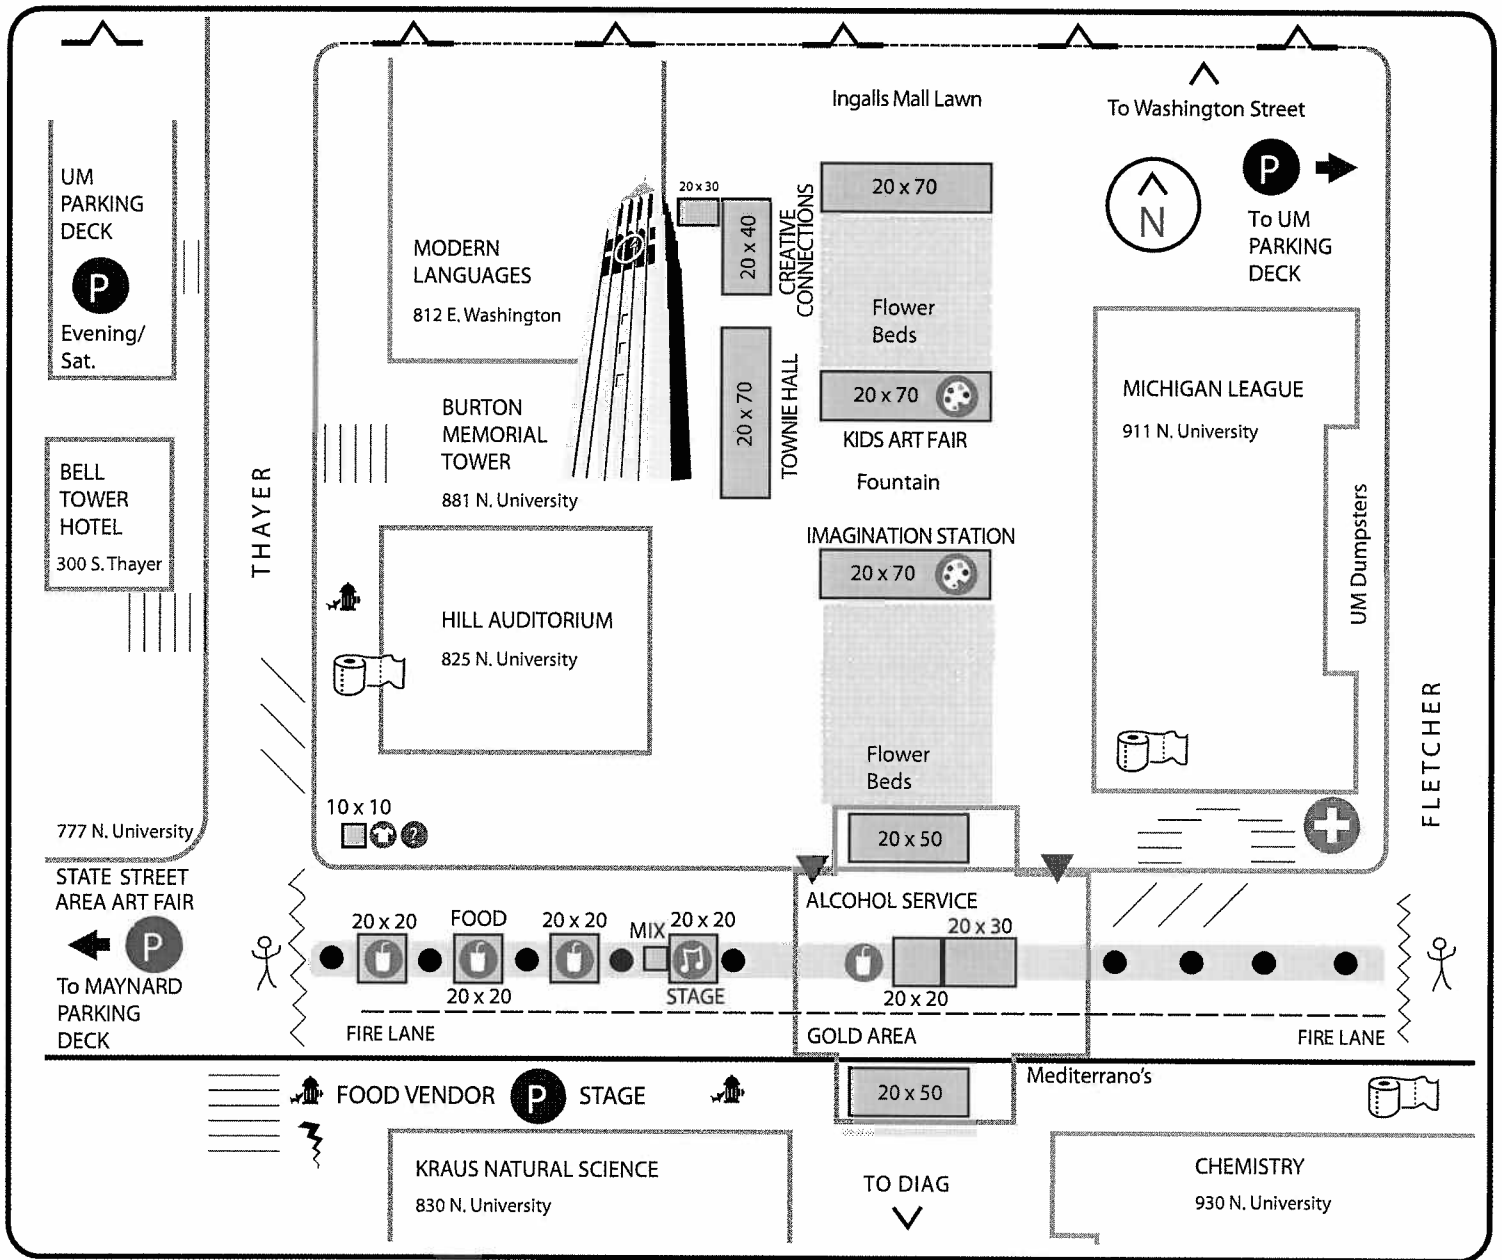 Ingalls Mall Lawn
To Washington Street
P
To UM
PARKING
DECK
N
UM
PARKING
DECK
P
Evening/
Sat.
MODERN
LANGUAGES
812 E. Washington
20 x 30
20 x 40
CREATIVE
CONNECTIONS
20 x 70
Flower
Beds
20 x 70
KIDS ART FAIR
Fountain
20 x 70
TOWNIE HALL
MICHIGAN LEAGUE
911 N. University
UM Dumpsters
BURTON
MEMORIAL
TOWER
881 N. University
BELL
TOWER
HOTEL
300 S. Thayer
THAYER
IMAGINATION STATION
20 x 70
HILL AUDITORIUM
825 N. University
Flower
Beds
FLETCHER
10 x 10
?
777 N. University
20 x 50
STATE STREET
AREA ART FAIR
P
To MAYNARD
PARKING
DECK
20 x 20
FOOD
20 x 20
20 x 20
MIX
20 x 20
STAGE
ALCOHOL SERVICE
20 x 30
20 x 20
FIRE LANE
GOLD AREA
FIRE LANE
FOOD VENDOR
P
STAGE
20 x 50
Mediterrano's
KRAUS NATURAL SCIENCE
830 N. University
TO DIAG
CHEMISTRY
930 N. University